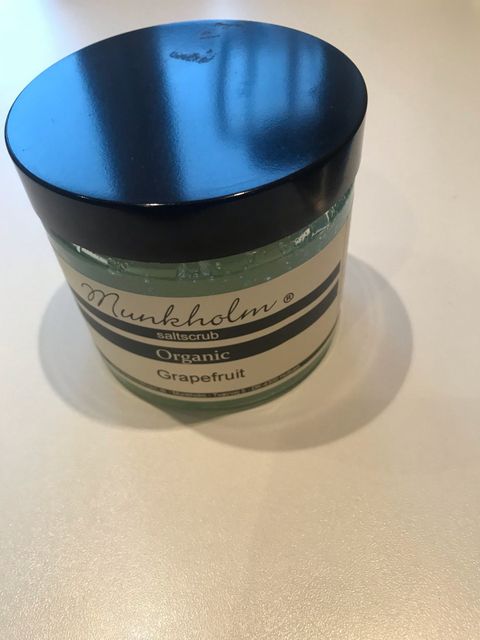 Munkholm ®
saltscrub
Organic
Grapefruit